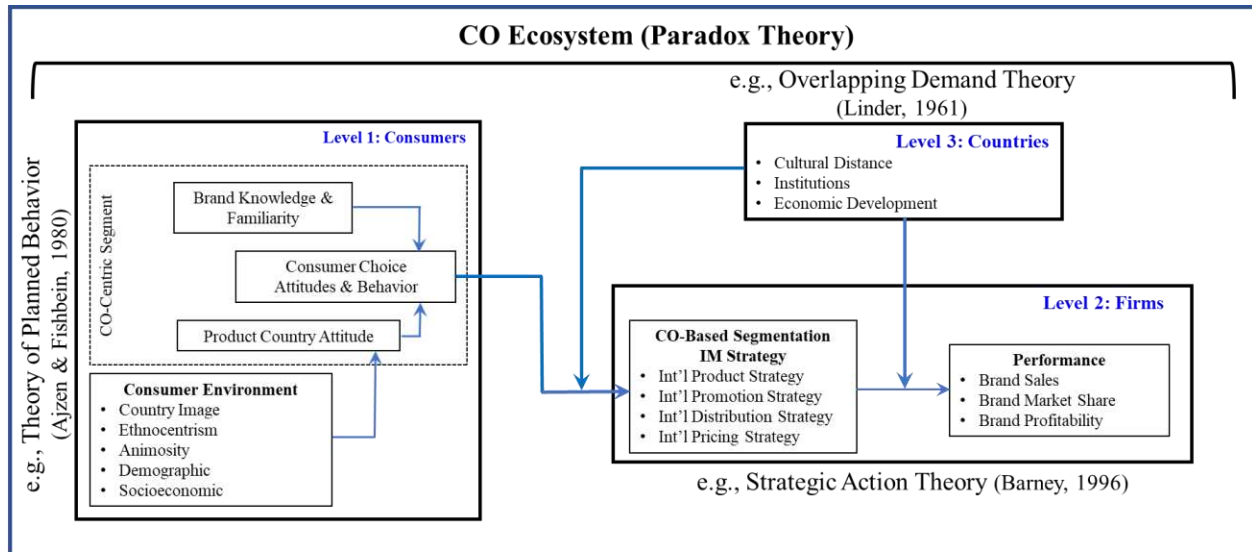 CO Ecosystem (Paradox Theory)
e.g., Overlapping Demand Theory
(Linder, 1961)
e.g., Theory of Planned Behavior
(Ajzen & Fishbein, 1980)
Level 1: Consumers
CO-Centric Segment
Brand Knowledge &
Familiarity
Consumer Choice
Attitudes & Behavior
Product Country Attitude
Consumer Environment
• Country Image
• Ethnocentrism
• Animosity
• Demographic
• Socioeconomic
Level 3: Countries
• Cultural Distance
• Institutions
• Economic Development
Level 2: Firms
CO-Based Segmentation
IM Strategy
• Int'l Product Strategy
• Int'l Promotion Strategy
• Int'l Distribution Strategy
• Int'l Pricing Strategy
Performance
• Brand Sales
• Brand Market Share
• Brand Profitability
e.g., Strategic Action Theory (Barney, 1996)